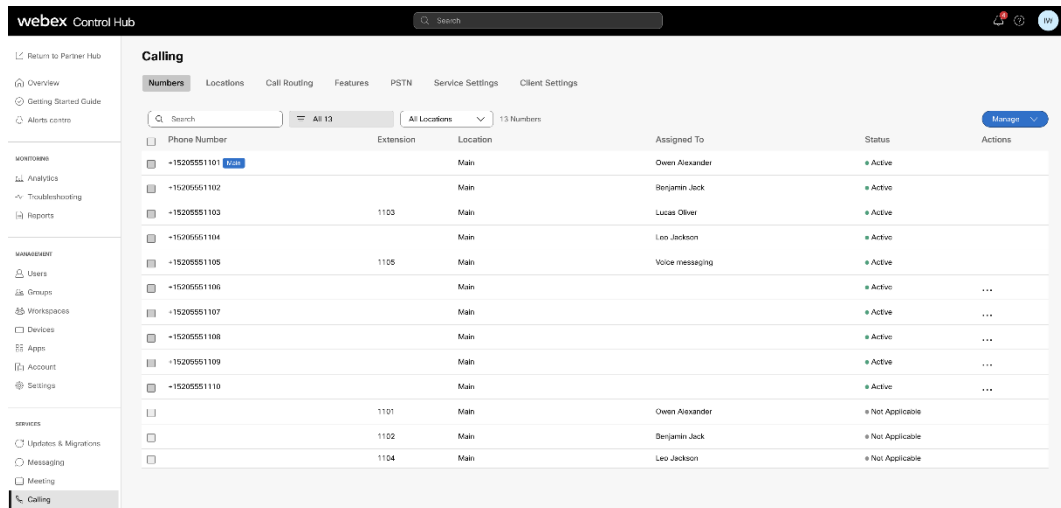 webex Control Hub
Search
4
IW
Return to Partner Hub
Overview
Getting Started Guide
Alerts centre
MONITORING
Analytics
Troubleshooting
Reports
MANAGEMENT
Users
Groups
Workspaces
Devices
Apps
Account
Settings
SERVICES
Updates & Migrations
Messaging
Meeting
Calling
Calling
Numbers Locations Call Routing Features PSTN Service Settings Client Settings
Search All 13 All Locations 13 Numbers Manage
Phone Number Extension Location Assigned To Status Actions
+15205551101 Main Main Owen Alexander Active
+15205551102 Main Benjamin Jack Active
+15205551103 1103 Main Lucas Oliver Active
+15205551104 Main Leo Jackson Active
+15205551105 1105 Main Voice messaging Active
+15205551106 Main Active ...
+15205551107 Main Active ...
+15205551108 Main Active ...
+15205551109 Main Active ...
+15205551110 Main Active ...
1101 Main Owen Alexander Not Applicable
1102 Main Benjamin Jack Not Applicable
1104 Main Leo Jackson Not Applicable